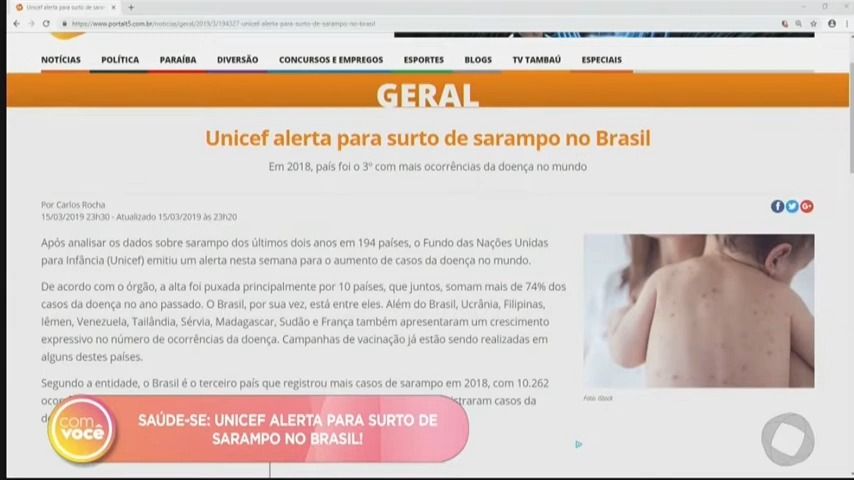 Unicef alerta para surto de saram
https://www.portalt5.com.br/noticias/geral/2019/3/194327-unicef-alerta-para-surto-de-sarampo-no-brasil
NOTÍCIAS POLÍTICA PARAÍBA DIVERSÃO CONCURSOS E EMPREGOS ESPORTES BLOGS TV TAMBAÚ ESPECIAIS
GERAL
Unicef alerta para surto de sarampo no Brasil
Em 2018, país foi o 3º com mais ocorrências da doença no mundo
Por Carlos Rocha
15/03/2019 23h30 - Atualizado 15/03/2019 às 23h20
Após analisar os dados sobre sarampo dos últimos dois anos em 194 países, o Fundo das Nações Unidas
para Infância (Unicef) emitiu um alerta nesta semana para o aumento de casos da doença no mundo.
De acordo com o órgão, a alta foi puxada principalmente por 10 países, que juntos, somam mais de 74% dos
casos da doença no ano passado. O Brasil, por sua vez, está entre eles. Além do Brasil, Ucrânia, Filipinas,
Iêmen, Venezuela, Tailândia, Sérvia, Madagascar, Sudão e França também apresentaram um crescimento
expressivo no número de ocorrências da doença. Campanhas de vacinação já estão sendo realizadas em
alguns destes países.
Segundo a entidade, o Brasil é o terceiro país que registrou mais casos de sarampo em 2018, com 10.262
straram casos da
Foto: iStock
com
você
SAÚDE-SE: UNICEF ALERTA PARA SURTO DE
SARAMPO NO BRASIL!